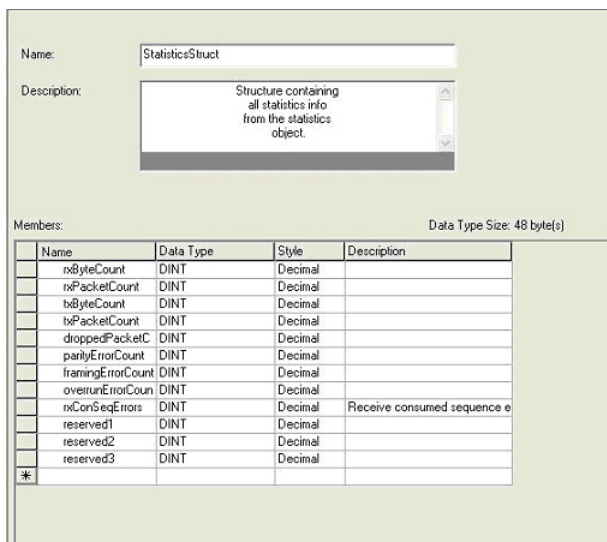 Name: StatisticsStruct
Description: Structure containing
all statistics info
from the statistics
object.
Members: Data Type Size: 48 byte(s)
Name Data Type Style Description
rxByteCount DINT Decimal
rxPacketCount DINT Decimal
txByteCount DINT Decimal
txPacketCount DINT Decimal
droppedPacketC DINT Decimal
parityErrorCount DINT Decimal
framingErrorCount DINT Decimal
overrunErrorCoun DINT Decimal
rxConSeqErrors DINT Decimal Receive consumed sequence e
reserved1 DINT Decimal
reserved2 DINT Decimal
reserved3 DINT Decimal